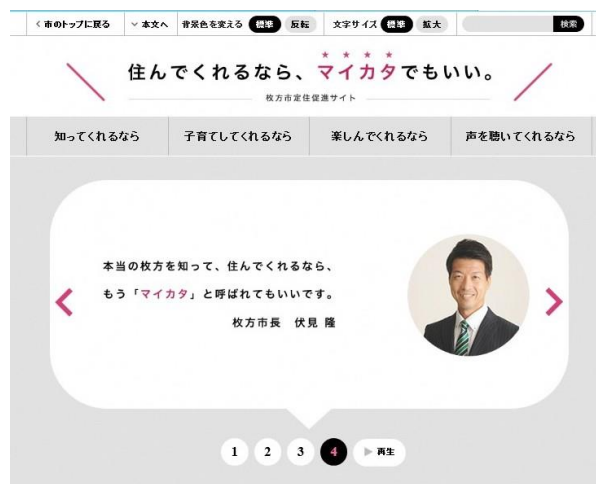 ＜市のトップに戻る
本文へ
背景色を変える 標準 反転
文字サイズ 標準 拡大
検索
住んでくれるなら、マイカタでもいい。
枚方市定住促進サイト
知ってくれるなら
子育てしてくれるなら
楽しんでくれるなら
声を聴いてくれるなら
本当の枚方を知って、住んでくれるなら、
もう「マイカタ」と呼ばれてもいいです。
枚方市長 伏見 隆
1 2 3 4 再生